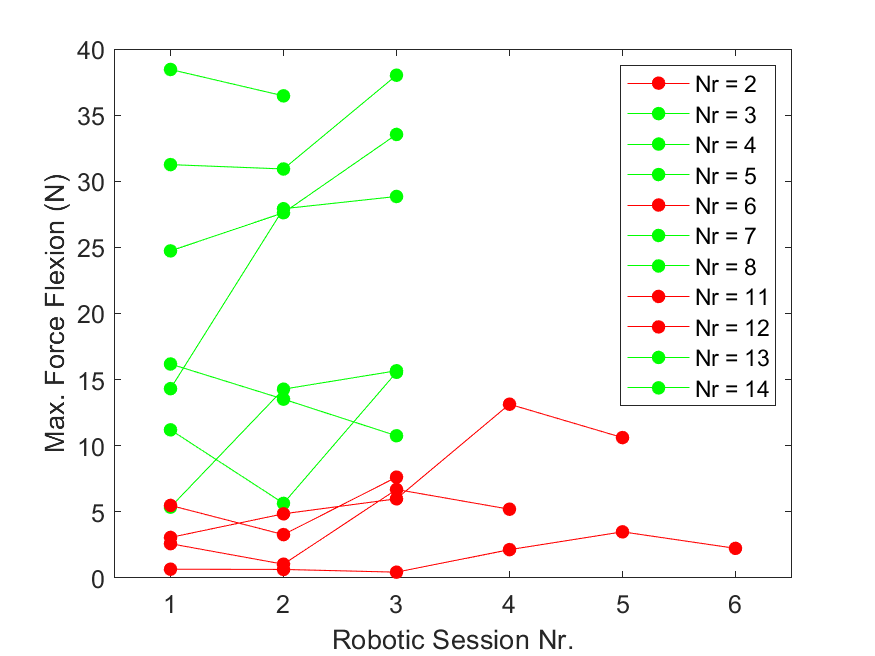 40
35
30
25
20
15
10
5
0
Max. Force Flexion (N)
Nr = 2
Nr = 3
Nr = 4
Nr = 5
Nr = 6
Nr = 7
Nr = 8
Nr = 11
Nr = 12
Nr = 13
Nr = 14
1 2 3 4 5 6
Robotic Session Nr.